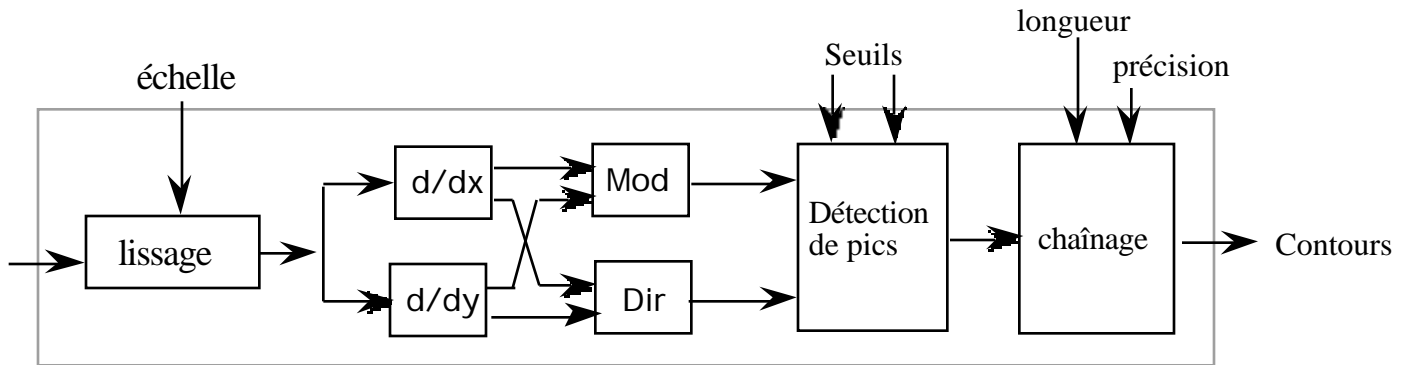 longueur
Seuils
précision
échelle
d/dx
Mod
Détection
de pics
lissage
chaînage
Contours
d/dy
Dir